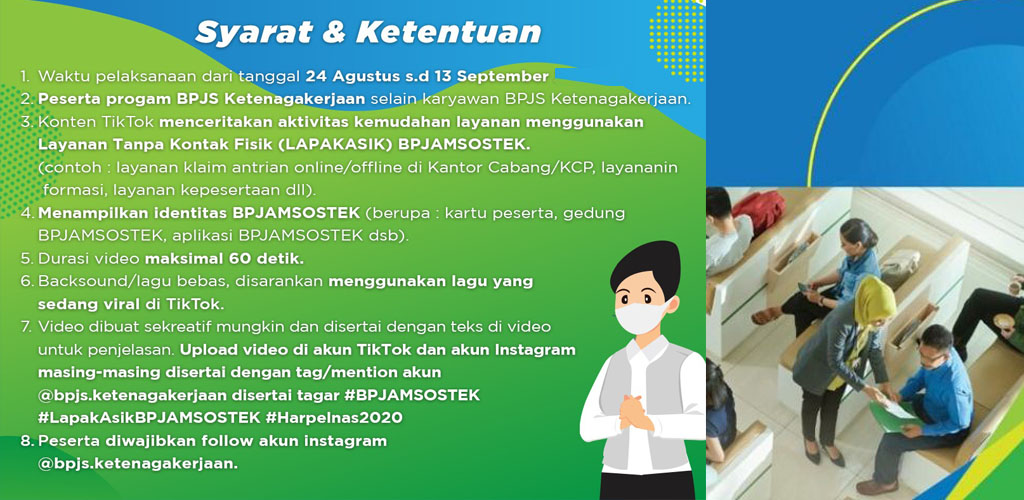 Syarat & Ketentuan
1. Waktu pelaksanaan dari tanggal 24 Agustus s.d 13 September
2. Peserta progam BPJS Ketenagakerjaan selain karyawan BPJS Ketenagakerjaan.
3. Konten TikTok menceritakan aktivitas kemudahan layanan menggunakan
Layanan Tanpa Kontak Fisik (LAPAKASIK) BPJAMSOSTEK.
(contoh : layanan klaim antrian online/offline di Kantor Cabang/KCP, layananin
formasi, layanan kepesertaan dll).
4. Menampilkan identitas BPJAMSOSTEK (berupa : kartu peserta, gedung
BPJAMSOSTEK, aplikasi BPJAMSOSTEK dsb).
5. Durasi video maksimal 60 detik.
6. Backsound/lagu bebas, disarankan menggunakan lagu yang
sedang viral di TikTok.
7. Video dibuat sekreatif mungkin dan disertai dengan teks di video
untuk penjelasan. Upload video di akun TikTok dan akun Instagram
masing-masing disertai dengan tag/mention akun
@bpjs.ketenagakerjaan disertai tagar #BPJAMSOSTEK
#LapakAsikBPJAMSOSTEK #Harpelnas2020
8. Peserta diwajibkan follow akun instagram
@bpjs.ketenagakerjaan.